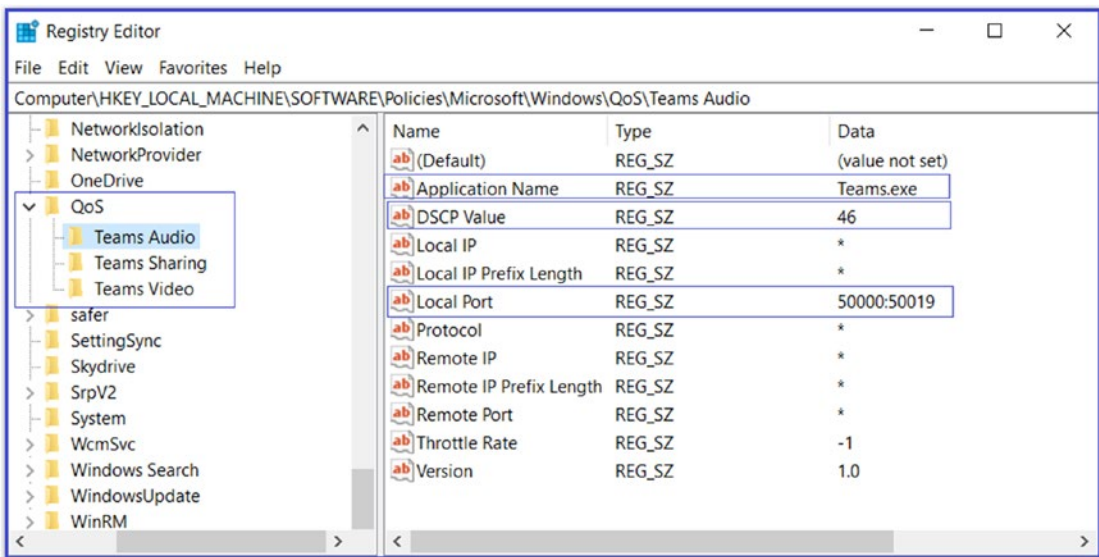 Registry Editor
File Edit View Favorites Help
Computer\HKEY_LOCAL_MACHINE\SOFTWARE\Policies\Microsoft\Windows\QoS\Teams Audio
NetworkIsolation
NetworkProvider
OneDrive
QoS
Teams Audio
Teams Sharing
Teams Video
safer
SettingSync
Skydrive
SrpV2
System
WcmSvc
Windows Search
WindowsUpdate
WinRM
Name Type Data
(Default) REG_SZ (value not set)
Application Name REG_SZ Teams.exe
DSCP Value REG_SZ 46
Local IP REG_SZ *
Local IP Prefix Length REG_SZ *
Local Port REG_SZ 50000:50019
Protocol REG_SZ *
Remote IP REG_SZ *
Remote IP Prefix Length REG_SZ *
Remote Port REG_SZ *
Throttle Rate REG_SZ -1
Version REG_SZ 1.0